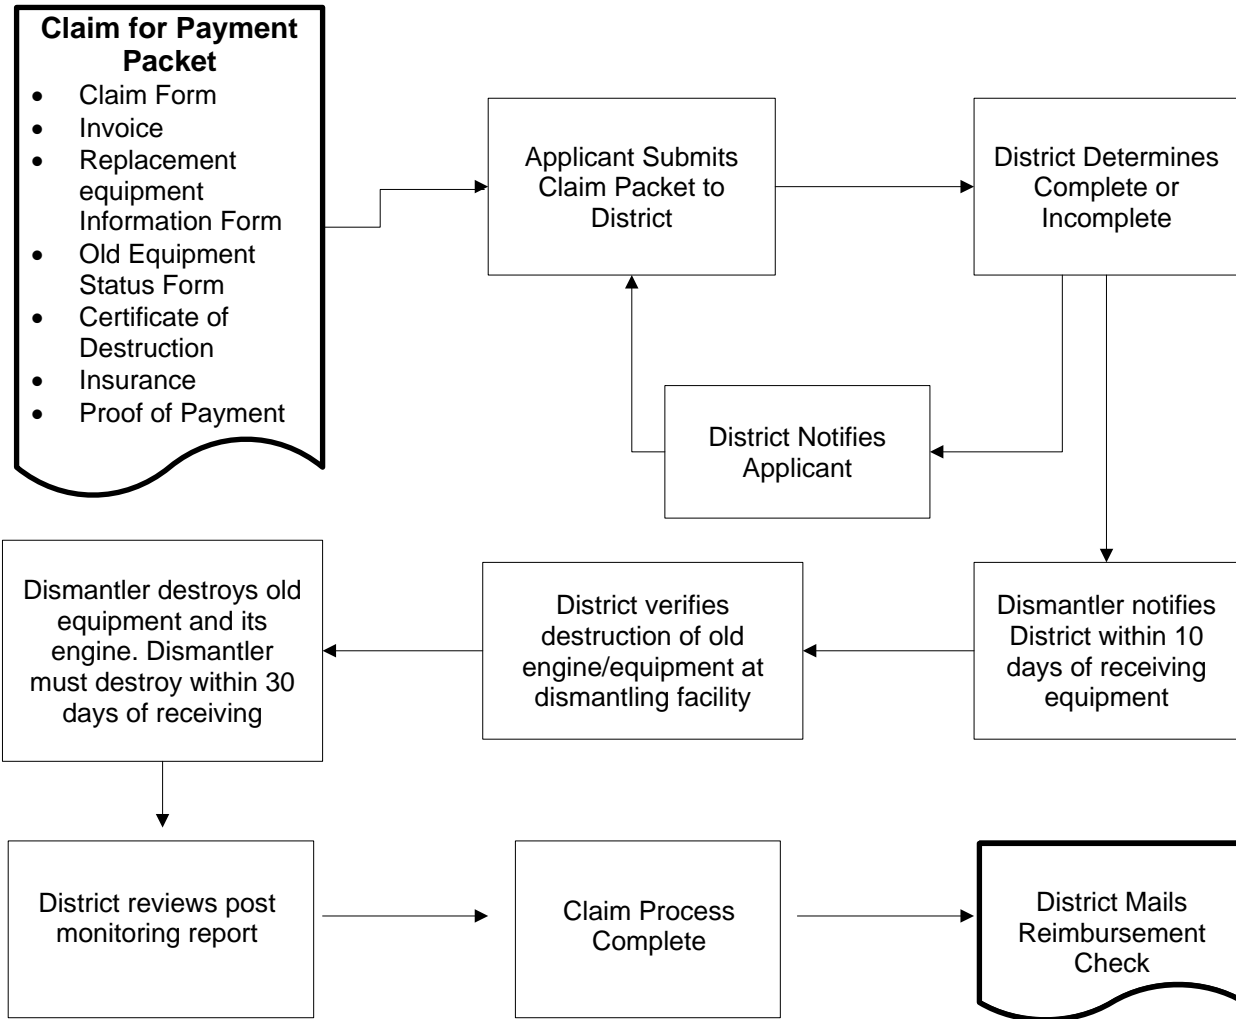 Claim for Payment
Packet
• Claim Form
• Invoice
• Replacement
equipment
Information Form
• Old Equipment
Status Form
• Certificate of
Destruction
• Insurance
• Proof of Payment
Applicant Submits
Claim Packet to
District
District Determines
Complete or
Incomplete
District Notifies
Applicant
Dismantler notifies
District within 10
days of receiving
equipment
District verifies
destruction of old
engine/equipment at
dismantling facility
Dismantler destroys old
equipment and its
engine. Dismantler
must destroy within 30
days of receiving
District reviews post
monitoring report
Claim Process
Complete
District Mails
Reimbursement
Check